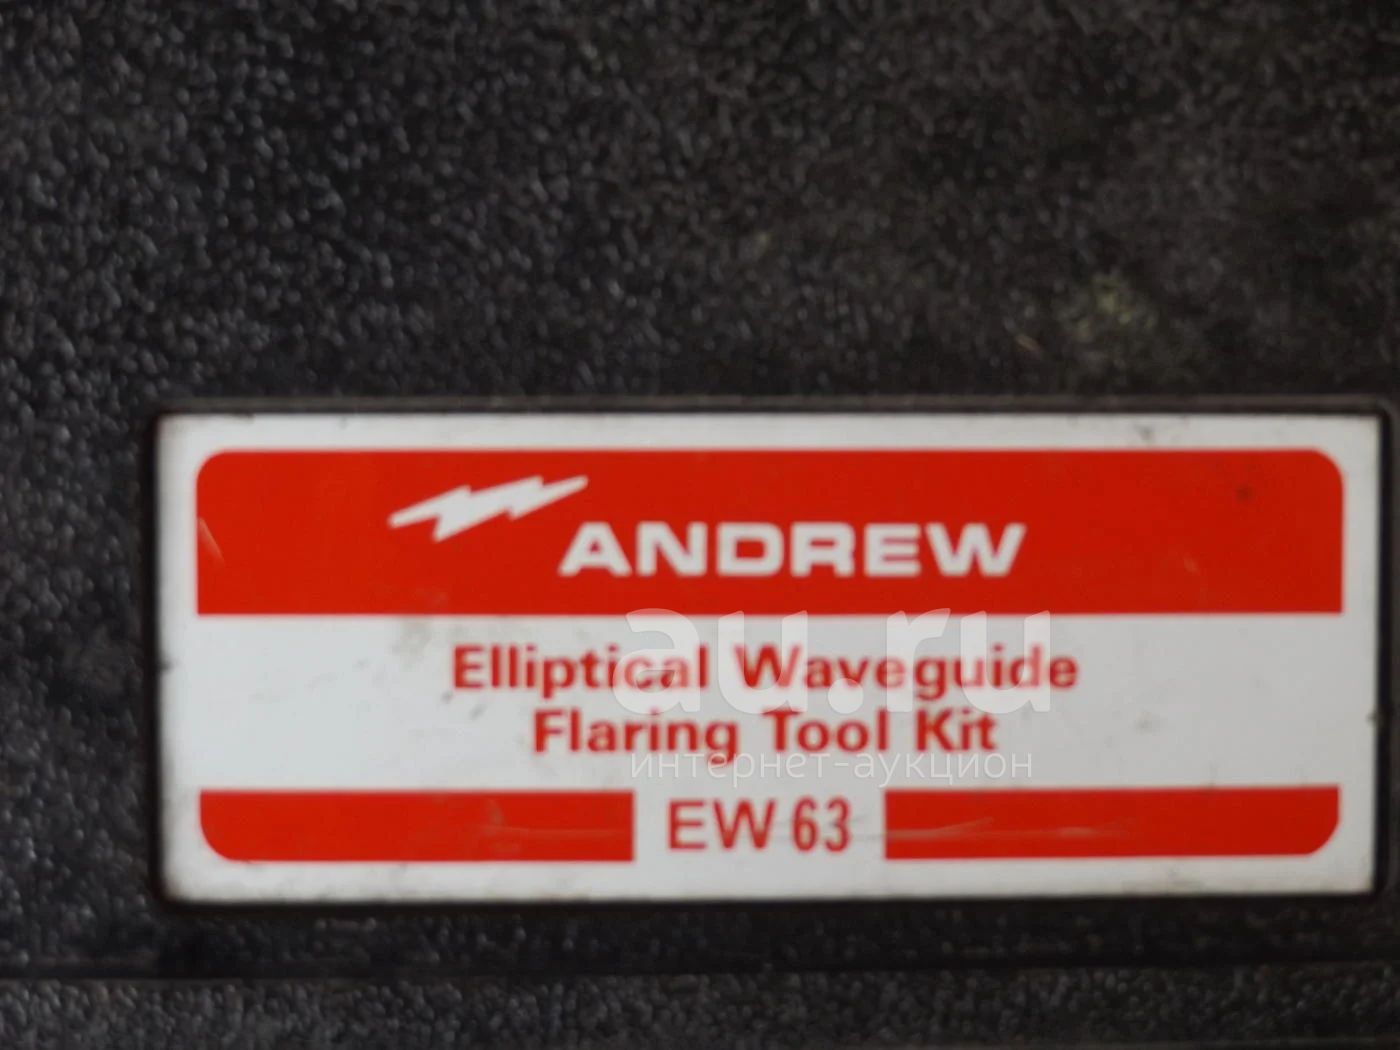 ANDREW
Elliptical Waveguide
Flaring Tool Kit
EW 63
au.ru
интернет-аукцион